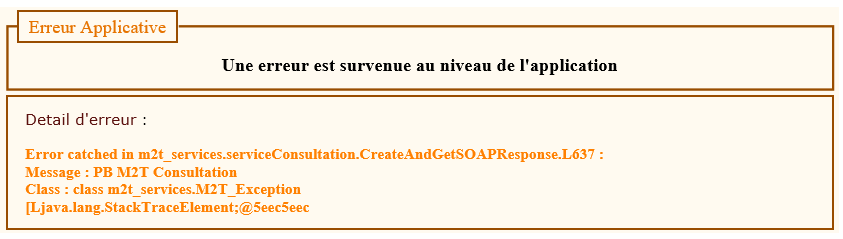 Erreur Applicative
Une erreur est survenue au niveau de l'application
Detail d'erreur :
Error catched in m2t_services.serviceConsultation.CreateAndGetSOAPResponse.L637 :
Message : PB M2T Consultation
Class : class m2t_services.M2T_Exception
[Ljava.lang.StackTraceElement;@5eec5eec